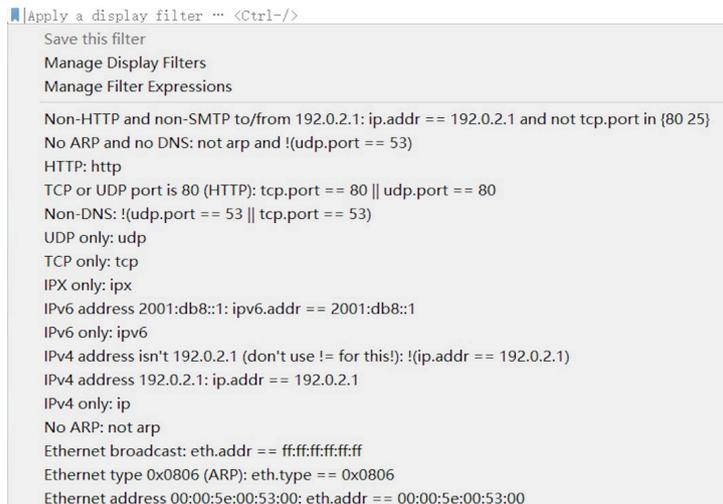 Apply a display filter ⋯ <Ctrl-/>
Save this filter
Manage Display Filters
Manage Filter Expressions
Non-HTTP and non-SMTP to/from 192.0.2.1: ip.addr == 192.0.2.1 and not tcp.port in {80 25}
No ARP and no DNS: not arp and !(udp.port == 53)
HTTP: http
TCP or UDP port is 80 (HTTP): tcp.port == 80 || udp.port == 80
Non-DNS: !(udp.port == 53 || tcp.port == 53)
UDP only: udp
TCP only: tcp
IPX only: ipx
IPv6 address 2001:db8::1: ipv6.addr == 2001:db8::1
IPv6 only: ipv6
IPv4 address isn't 192.0.2.1 (don't use != for this!): !(ip.addr == 192.0.2.1)
IPv4 address 192.0.2.1: ip.addr == 192.0.2.1
IPv4 only: ip
No ARP: not arp
Ethernet broadcast: eth.addr == ff:ff:ff:ff:ff:ff
Ethernet type 0x0806 (ARP): eth.type == 0x0806
Ethernet address 00:00:5e:00:53:00: eth.addr == 00:00:5e:00:53:00